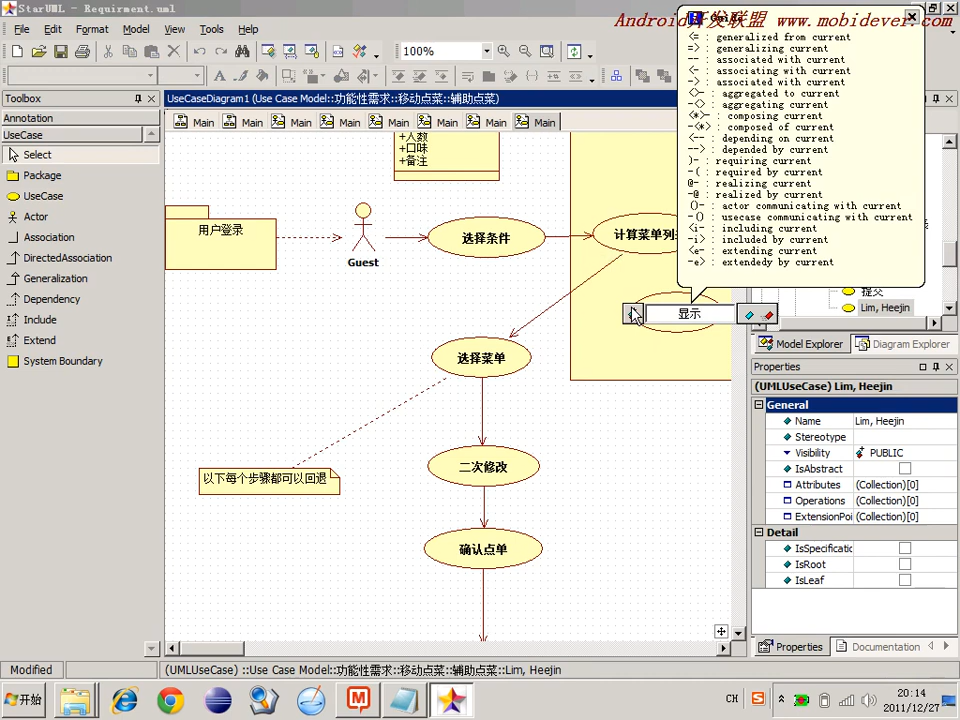 StarUML - Requirment.uml
Android开发联盟 www.mobidever.com
File Edit Format Model View Tools Help
100%
Toolbox
Annotation
UseCase
Select
Package
UseCase
Actor
Association
DirectedAssociation
Generalization
Dependency
Include
Extend
System Boundary
UseCaseDiagram1 (Use Case Model::功能性需求::移动点菜::辅助点菜)
Main Main Main Main Main Main Main Main
+人数
+口味
+备注
用户登录
Guest
选择条件
计算菜单列
显示
选择菜单
以下每个步骤都可以回退
二次修改
确认点单
<= : generalized from current
=> : generalizing current
-- : associated with current
<- : associating with current
-> : associated with current
<>- : aggregated to current
-<> : aggregating current
<*>- : composing current
-<*> : composed of current
<-- : depending on current
--> : depended by current
)- : requiring current
-( : required by current
@- : realizing current
-@ : realized by current
()- : actor communicating with current
-() : usecase communicating with current
<i- : including current
-i> : included by current
<e- : extending current
-e> : extendedy by current
提交
Lim, Heejin
Model Explorer Diagram Explorer
Properties
(UMLUseCase) Lim, Heejin
General
Name Lim, Heejin
Stereotype
Visibility PUBLIC
IsAbstract
Attributes (Collection)[0]
Operations (Collection)[0]
ExtensionPoi (Collection)[0]
Detail
IsSpecificatic
IsRoot
IsLeaf
Properties Documentation
Modified
(UMLUseCase) ::Use Case Model::功能性需求::移动点菜::辅助点菜::Lim, Heejin
开始
CH
20:14
2011/12/27